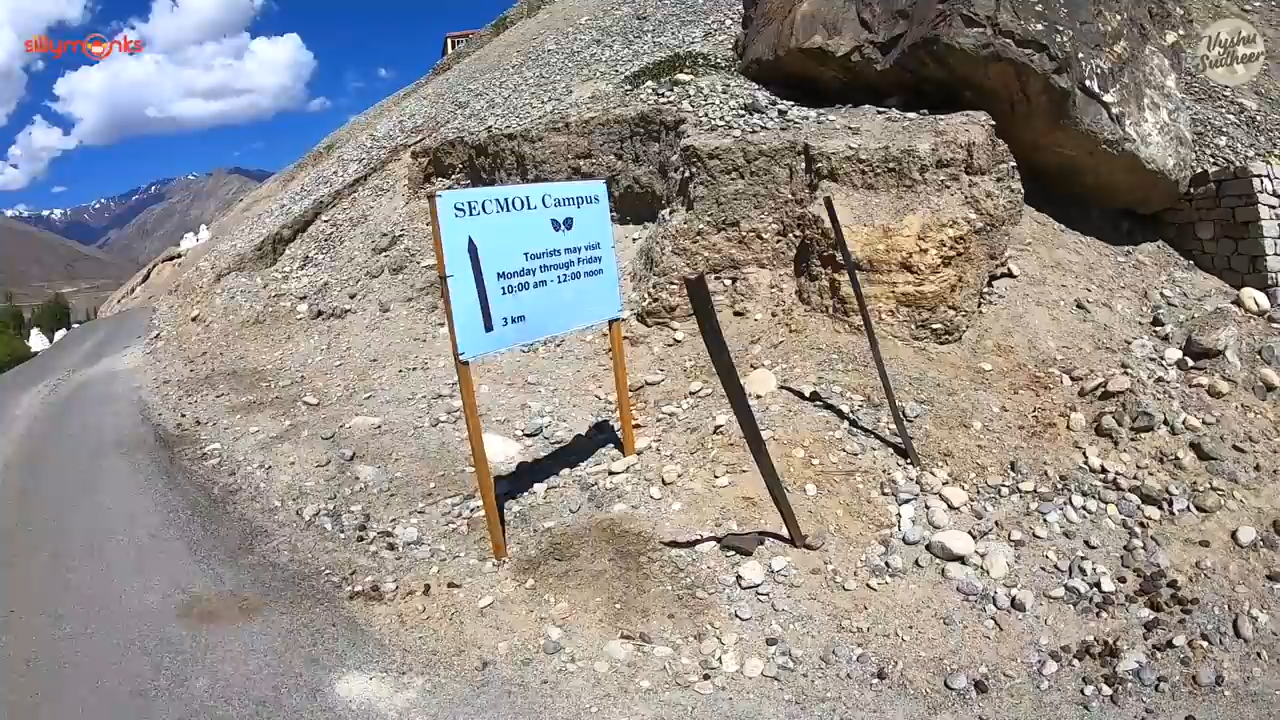 sillymonks
Vyshu
Sudheer
SECMOL Campus
Tourists may visit
Monday through Friday
10:00 am - 12:00 noon
3 km